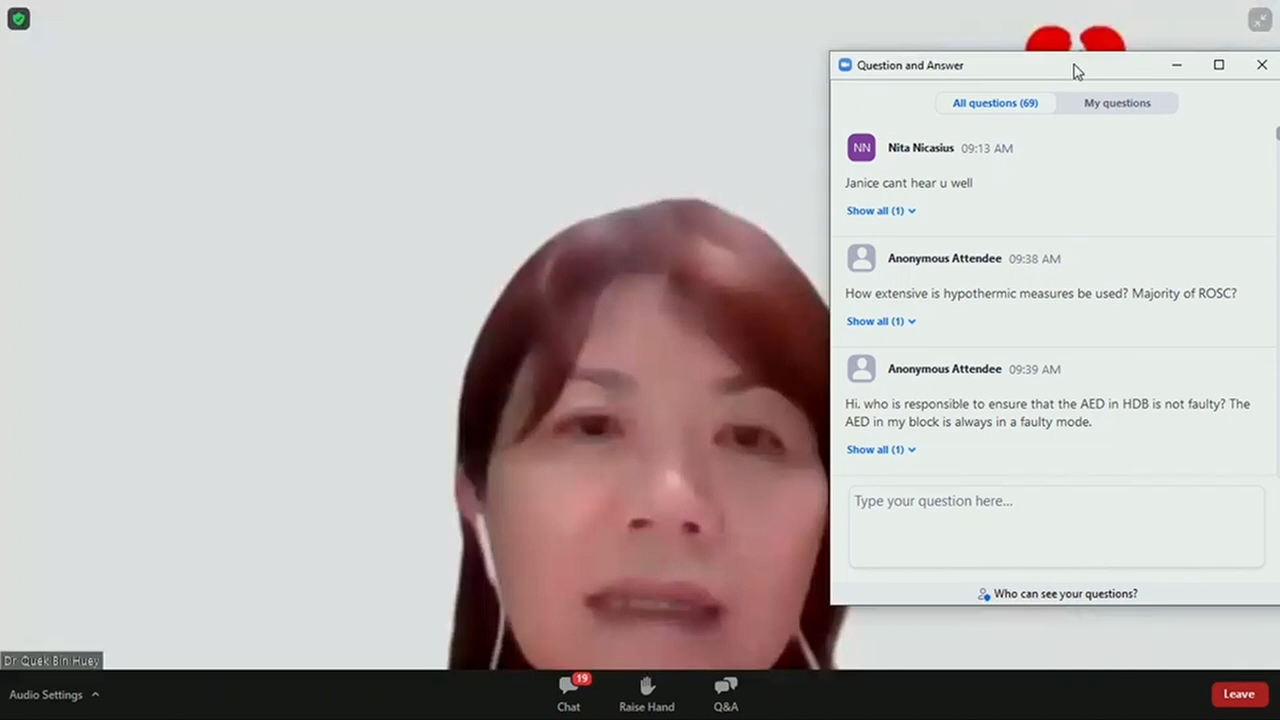 Question and Answer
All questions (69)
My questions
NN
Nita Nicasius 09:13 AM
Janice cant hear u well
Show all (1)
Anonymous Attendee 09:38 AM
How extensive is hypothermic measures be used? Majority of ROSC?
Show all (1)
Anonymous Attendee 09:39 AM
Hi. who is responsible to ensure that the AED in HDB is not faulty? The
AED in my block is always in a faulty mode.
Show all (1)
Type your question here...
Who can see your questions?
Dr Quek Bin Huey
Audio Settings
19
Chat
Raise Hand
Q&A
Leave